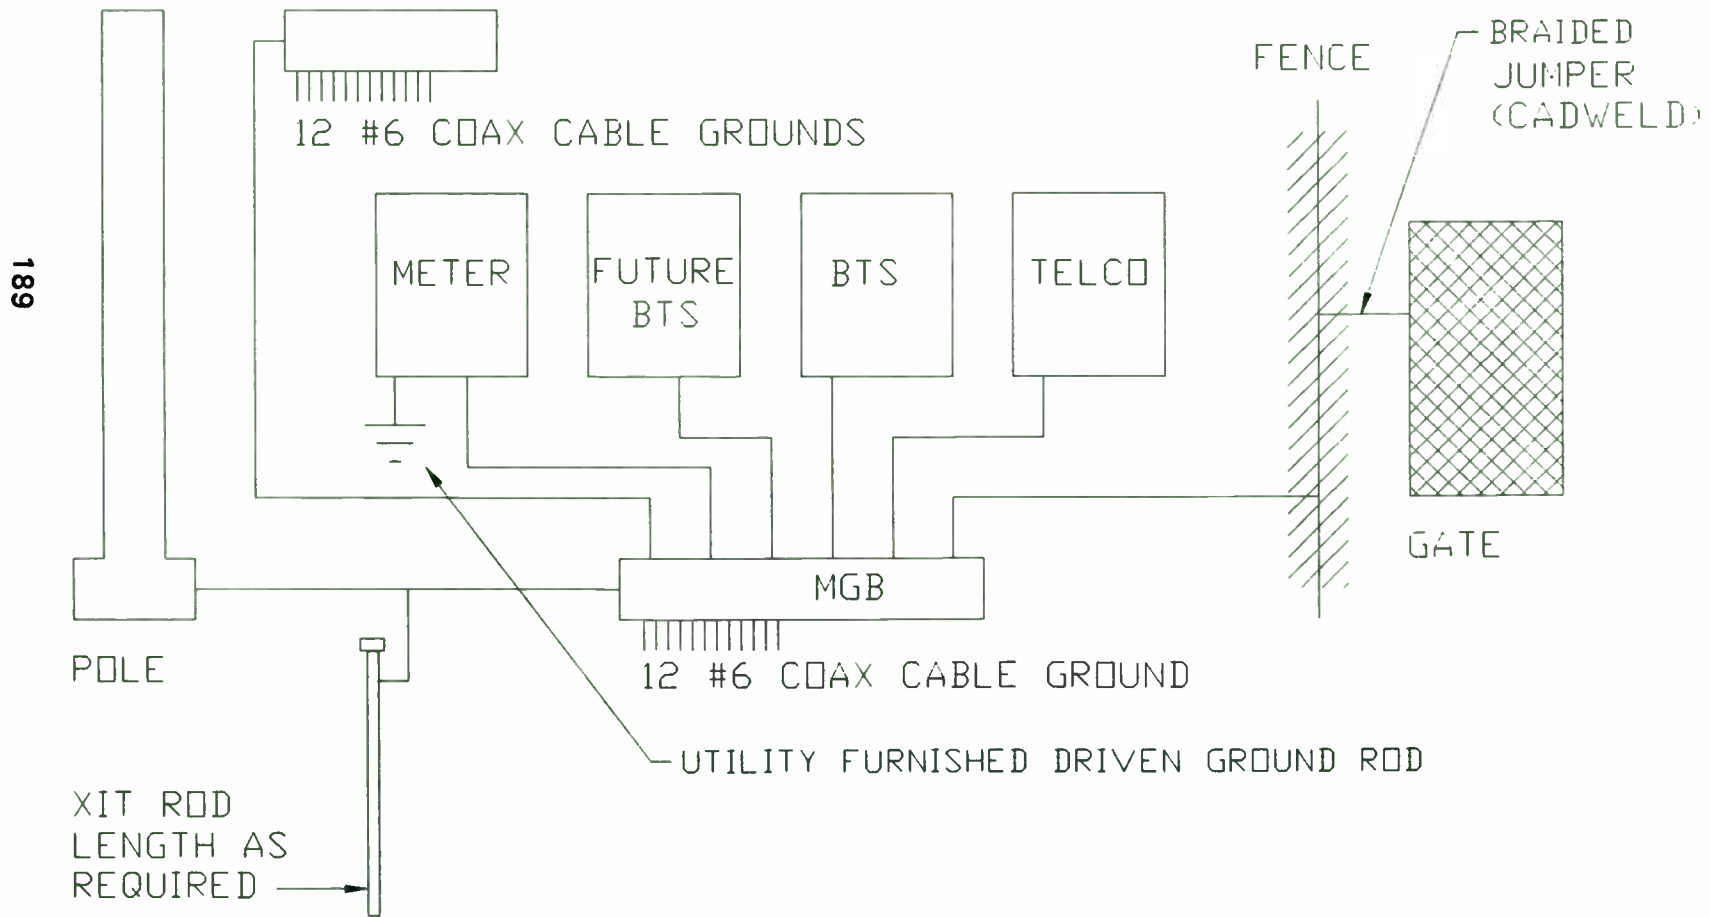 FENCE
BRAIDED
JUMPER
(CADWELD)
12 #6 COAX CABLE GROUNDS
METER
FUTURE
BTS
BTS
TELCO
189
GATE
MGB
POLE
12 #6 COAX CABLE GROUND
UTILITY FURNISHED DRIVEN GROUND ROD
XIT ROD
LENGTH AS
REQUIRED